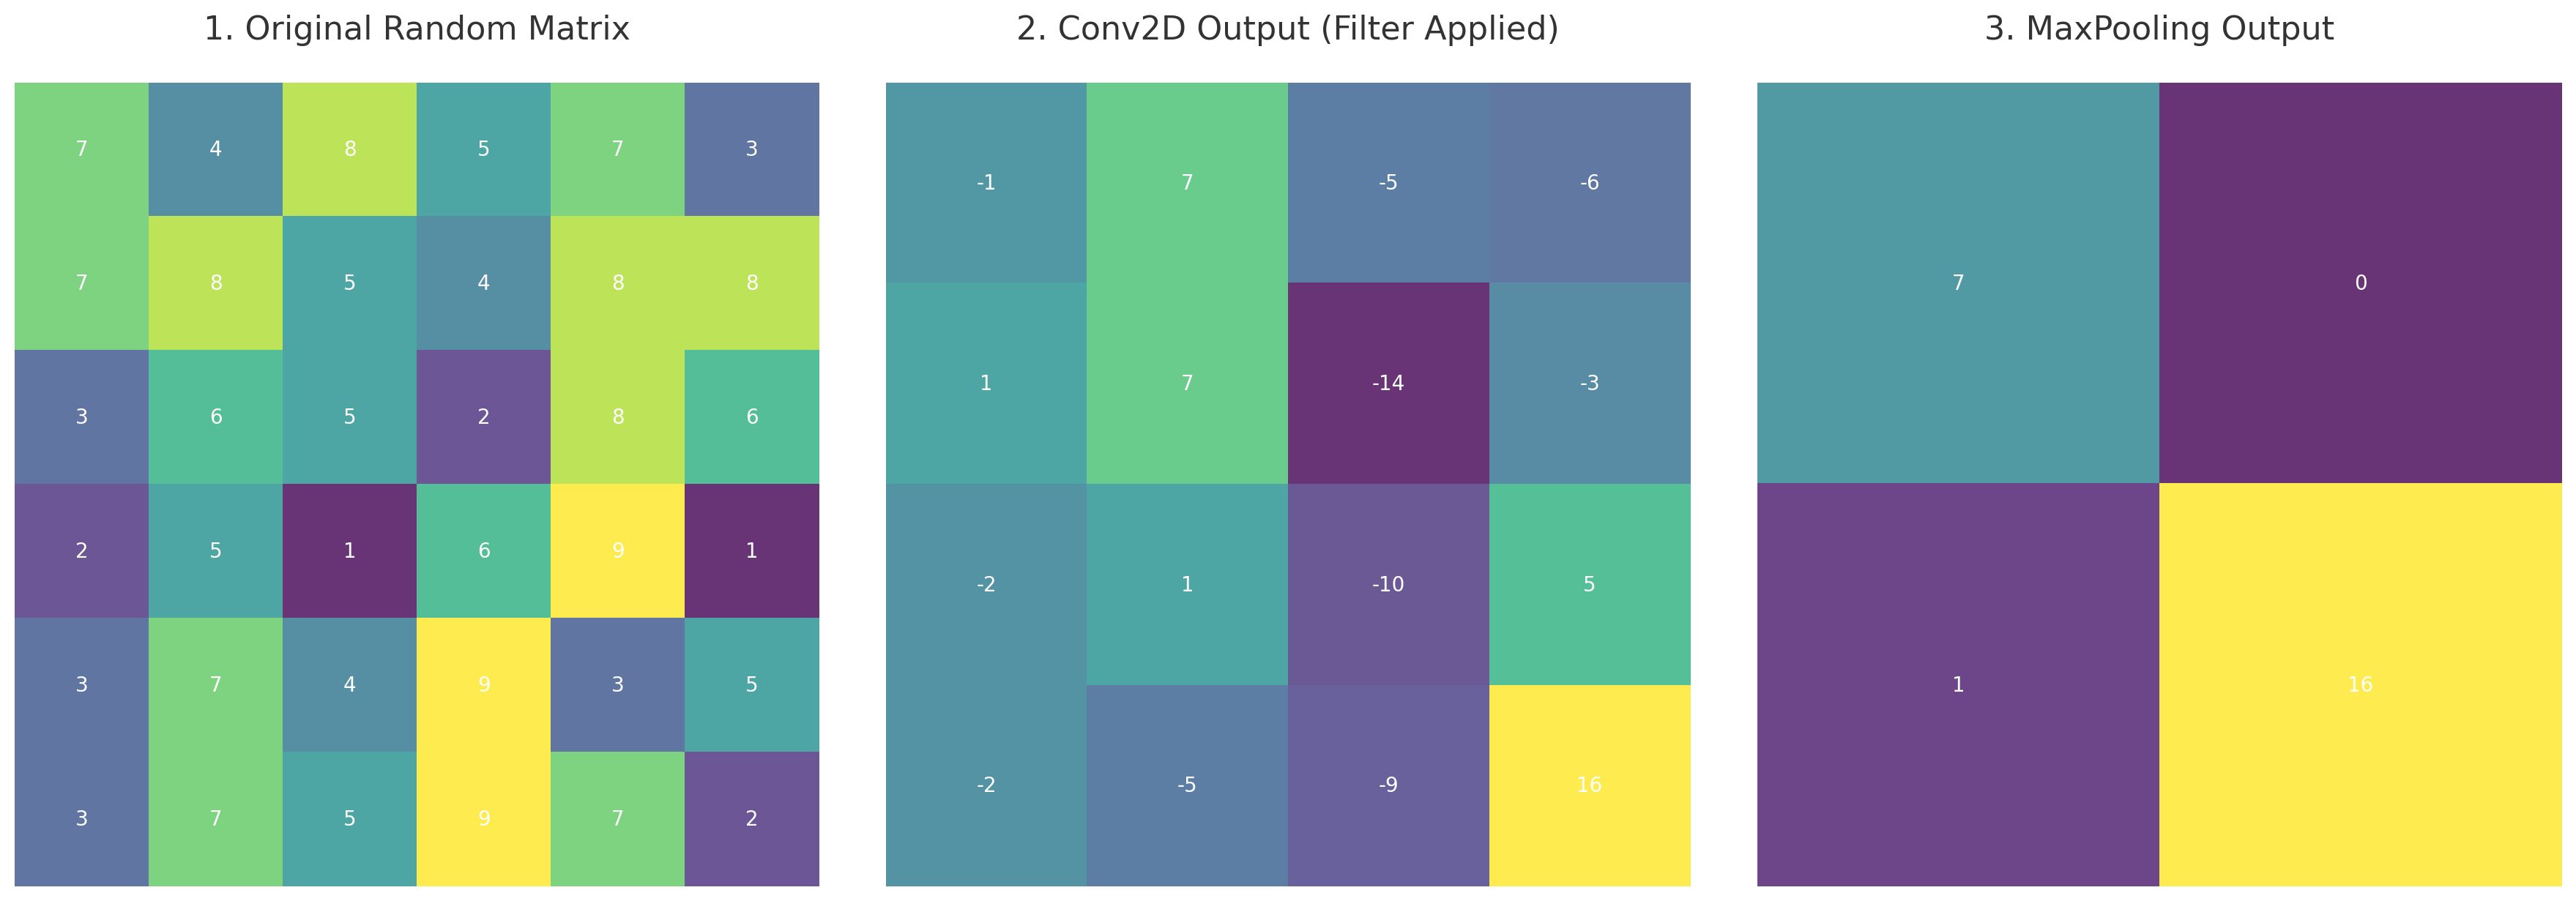 1. Original Random Matrix
7 4 8 5 7 3
7 8 5 4 8 8
3 6 5 2 8 6
2 5 1 6 9 1
3 7 4 9 3 5
3 7 5 9 7 2
2. Conv2D Output (Filter Applied)
-1 7 -5 -6
1 7 -14 -3
-2 1 -10 5
-2 -5 -9 16
3. MaxPooling Output
7 0
1 16